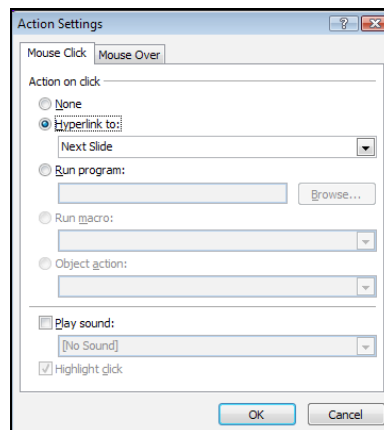 Action Settings
Mouse Click Mouse Over
Action on click
None
Hyperlink to:
Next Slide
Run program:
Browse...
Run macro:
Object action:
Play sound:
[No Sound]
Highlight click
OK Cancel